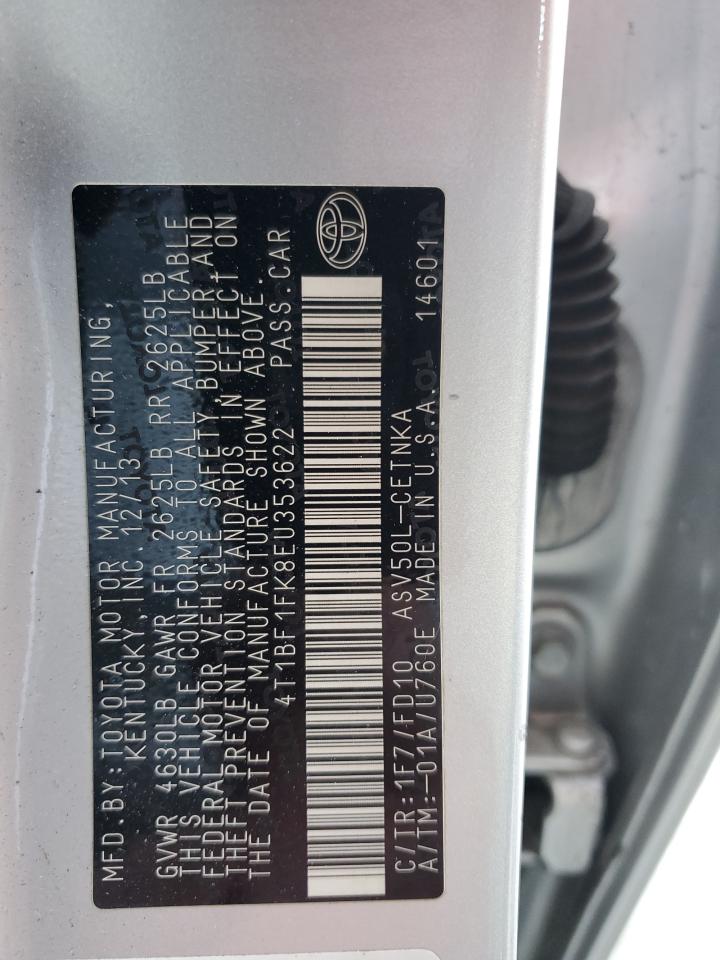 MFD.BY:TOYOTA MOTOR MANUFACTURING,
KENTUCKY, INC. 12/13
GVWR 4630LB GAWR FR 2625LB RR 2625LB
THIS VEHICLE CONFORMS TO ALL APPLICABLE
FEDERAL MOTOR VEHICLE SAFETY, BUMPER, AND
THEFT PREVENTION STANDARDS IN EFFECT ON
THE DATE OF MANUFACTURE SHOWN ABOVE.
4T1BF1FK8EU353622 PASS.CAR
C/TR:1F7/FD10 ASV50L-CETNKA
A/TM:-01A/U760E MADE IN U.S.A. 14601